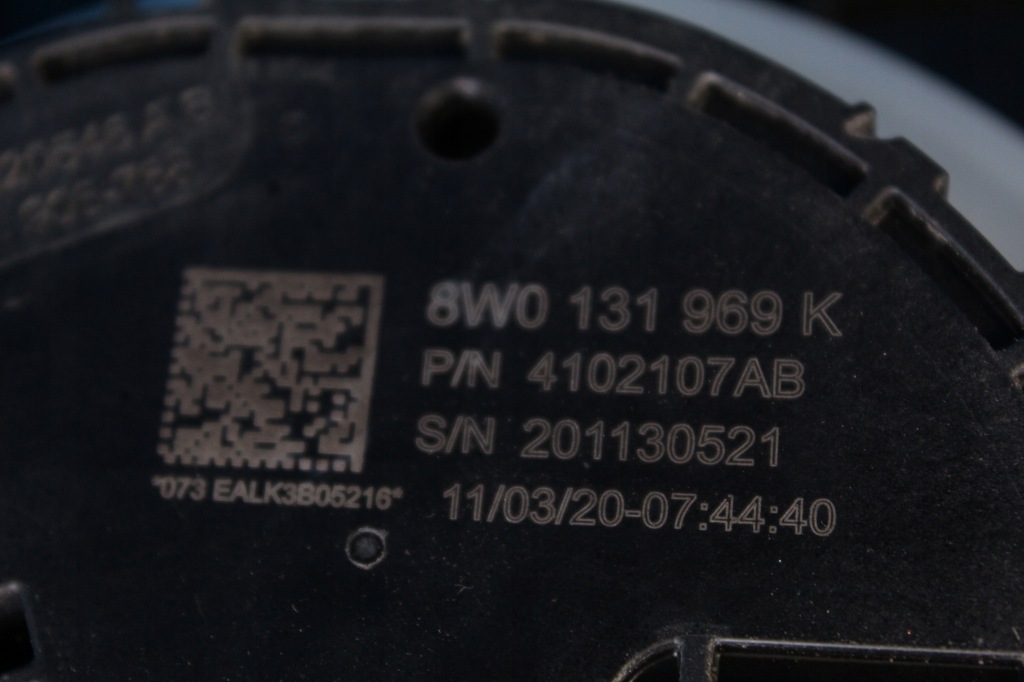 8W0 131 969 K
P/N 4102107AB
S/N 201130521
11/03/20-07:44:40
*073 EALK3B05216*